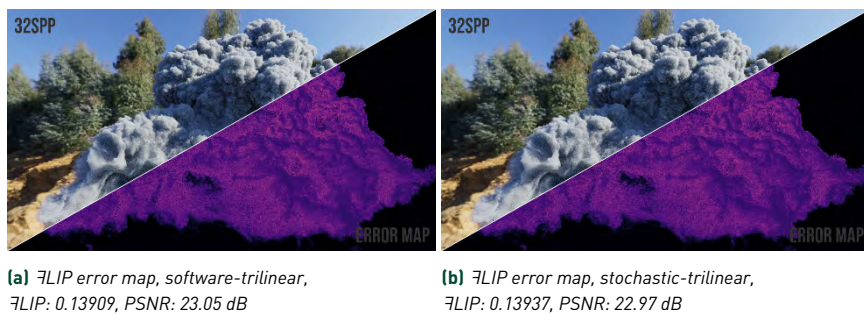 32SPP
ERROR MAP
32SPP
ERROR MAP
(a) ꟻLIP error map, software-trilinear,
ꟻLIP: 0.13909, PSNR: 23.05 dB
(b) ꟻLIP error map, stochastic-trilinear,
ꟻLIP: 0.13937, PSNR: 22.97 dB